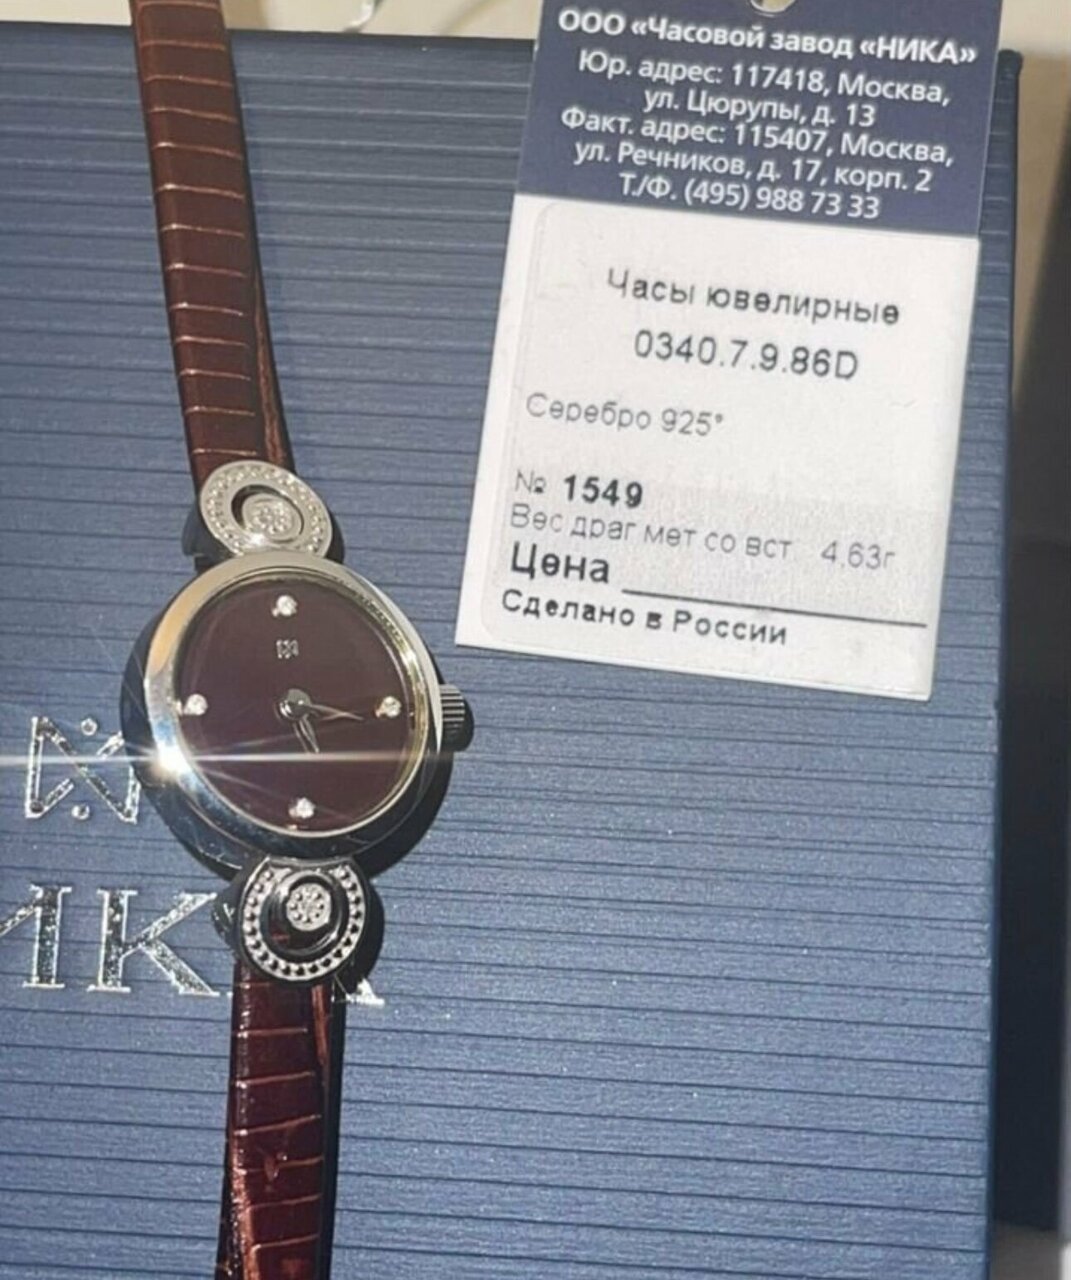 ООО «Часовой завод «НИКА»
Юр. адрес: 117418, Москва,
ул. Цюрупы, д. 13
Факт. адрес: 115407, Москва,
ул. Речников, д. 17, корп. 2
Т./Ф. (495) 988 73 33
Часы ювелирные
0340.7.9.86D
Серебро 925°
№ 1549
Вес драг мет со вст 4.63г
Цена
Сделано в России
ИКА